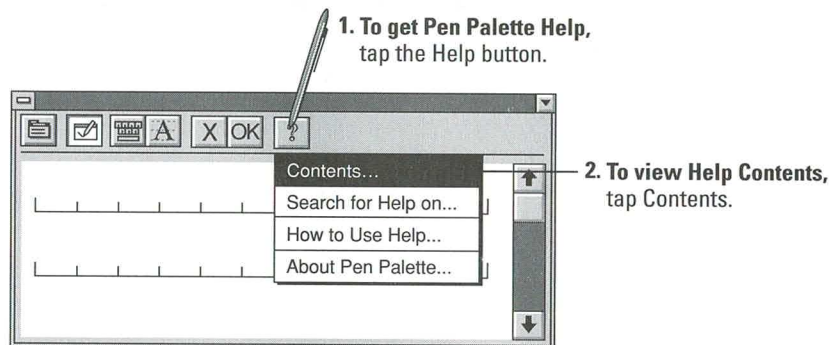 1. To get Pen Palette Help,
tap the Help button.
A X OK ?
Contents...
Search for Help on...
How to Use Help...
About Pen Palette...
2. To view Help Contents,
tap Contents.